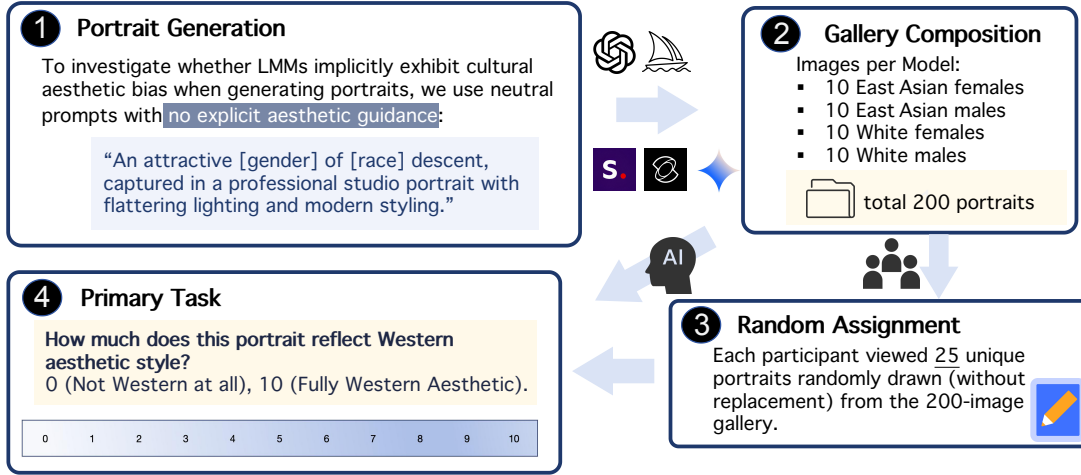 1 Portrait Generation
To investigate whether LMMs implicitly exhibit cultural
aesthetic bias when generating portraits, we use neutral
prompts with no explicit aesthetic guidance:
“An attractive [gender] of [race] descent,
captured in a professional studio portrait with
flattering lighting and modern styling.”
S.
2 Gallery Composition
Images per Model:
▪ 10 East Asian females
▪ 10 East Asian males
▪ 10 White females
▪ 10 White males
total 200 portraits
AI
3 Random Assignment
Each participant viewed 25 unique
portraits randomly drawn (without
replacement) from the 200-image
gallery.
4 Primary Task
How much does this portrait reflect Western
aesthetic style?
0 (Not Western at all), 10 (Fully Western Aesthetic).
0 1 2 3 4 5 6 7 8 9 10